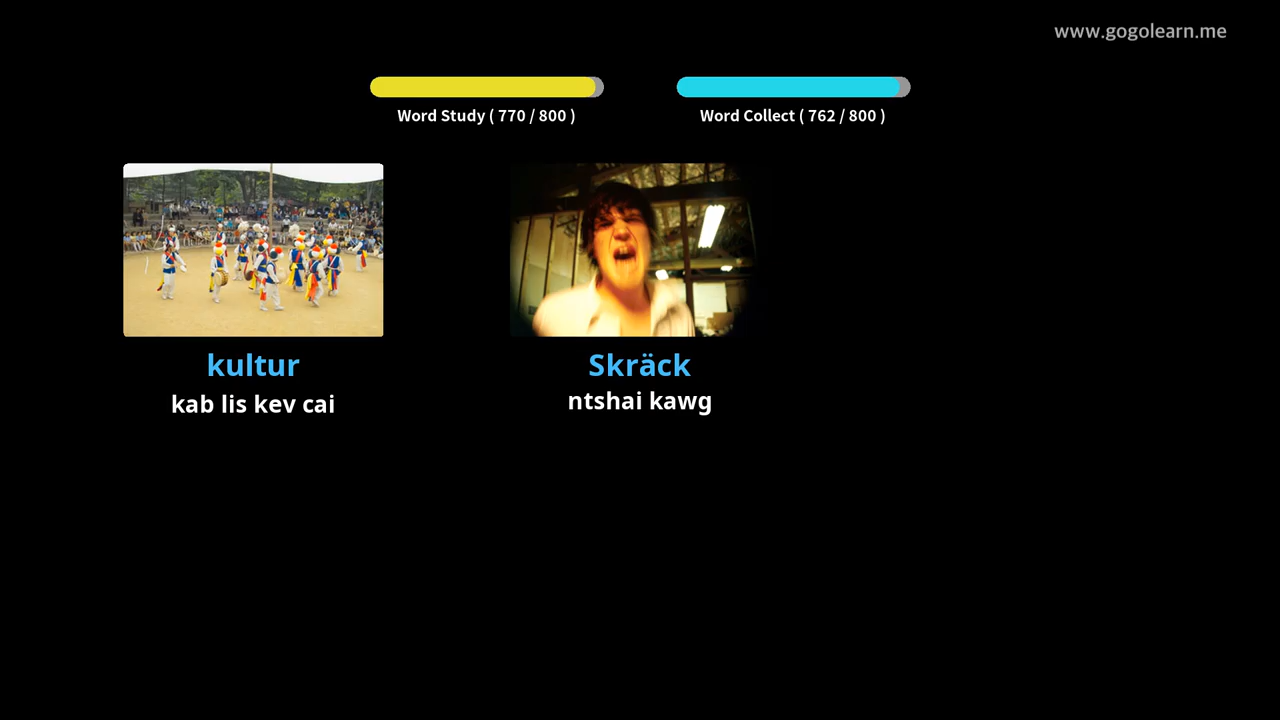 www.gogolearn.me
Word Study ( 770 / 800 )
Word Collect ( 762 / 800 )
kultur
kab lis kev cai
Skräck
ntshai kawg